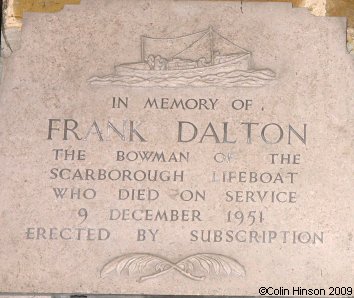 IN MEMORY OF
FRANK DALTON
THE BOWMAN OF THE
SCARBOROUGH LIFEBOAT
WHO DIED ON SERVICE
9 DECEMBER 1951
ERECTED BY SUBSCRIPTION
©Colin Hinson 2009